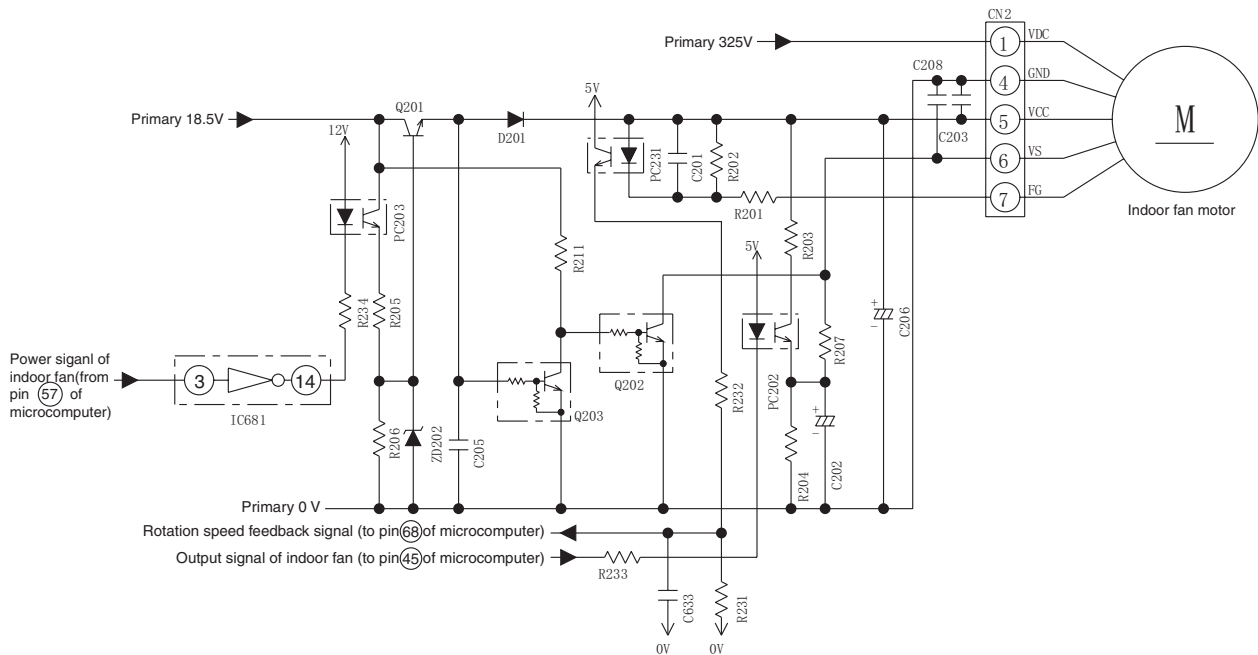 CN2
Primary 325V
1
VDC
C208
4
GND
Q201
5V
Primary 18.5V
5
VCC
M
12V
D201
C203
PC231
C201
R202
6
VS
7
FG
R201
Indoor fan motor
PC203
R211
R203
5V
R234
R205
C206
R207
Power siganl of
indoor fan(from
pin 57 of
microcomputer)
3
14
IC681
Q202
R232
PC202
Q203
R206
ZD202
C205
R204
C202
Primary 0 V
Rotation speed feedback signal (to pin 68 of microcomputer)
Output signal of indoor fan (to pin 45 of microcomputer)
R233
C633
R231
0V
0V
+
-
+
-